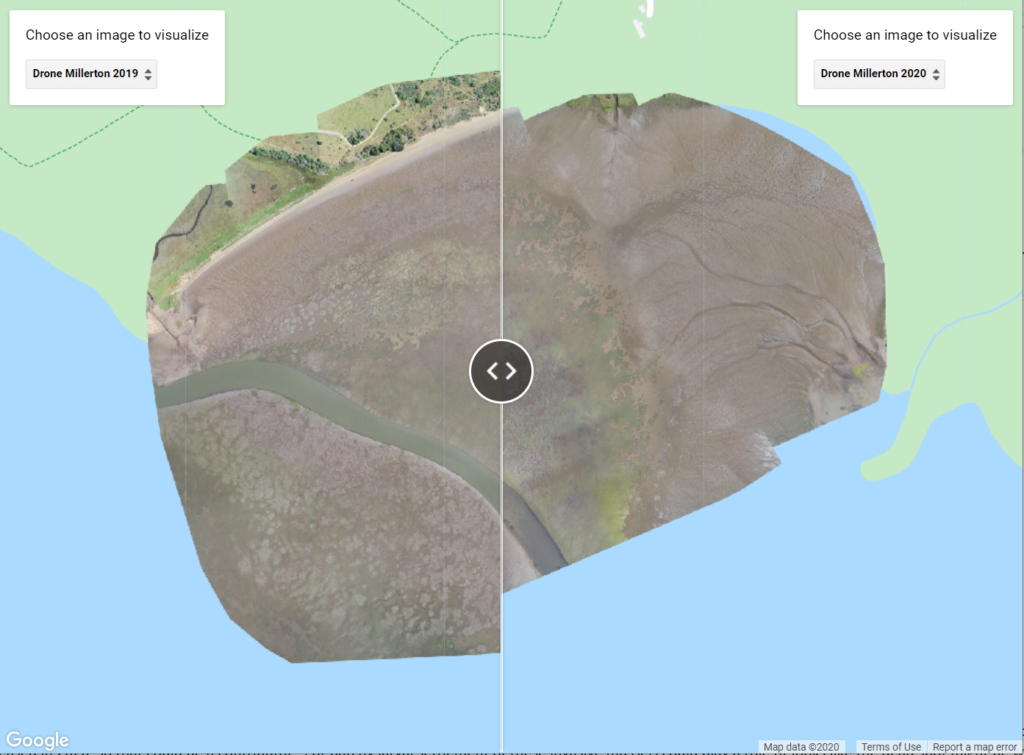 Choose an image to visualize
Drone Millerton 2019
Choose an image to visualize
Drone Millerton 2020
Google
Map data ©2020
Terms of Use
Report a map error